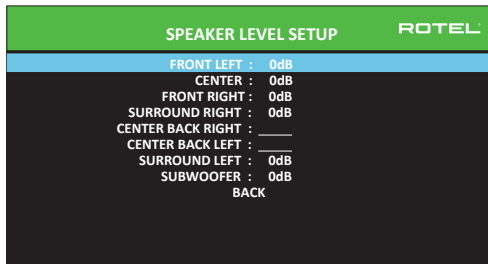 SPEAKER LEVEL SETUP
ROTEL
FRONT LEFT : 0dB
CENTER : 0dB
FRONT RIGHT : 0dB
SURROUND RIGHT : 0dB
CENTER BACK RIGHT : _____
CENTER BACK LEFT : _____
SURROUND LEFT : 0dB
SUBWOOFER : 0dB
BACK